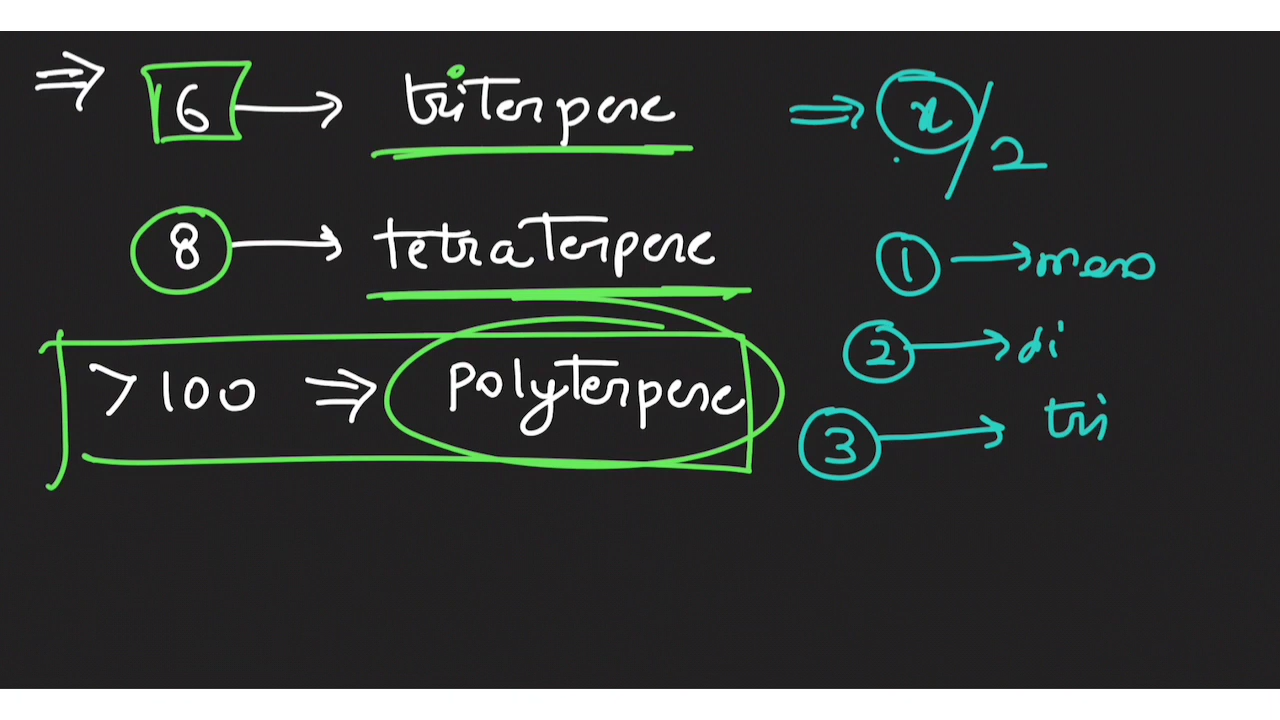 ⇒ 6 → triterpene
8 → tetraterpene
>100 ⇒ polyterpene
⇒ x/2
1 → mono
2 → di
3 → tri